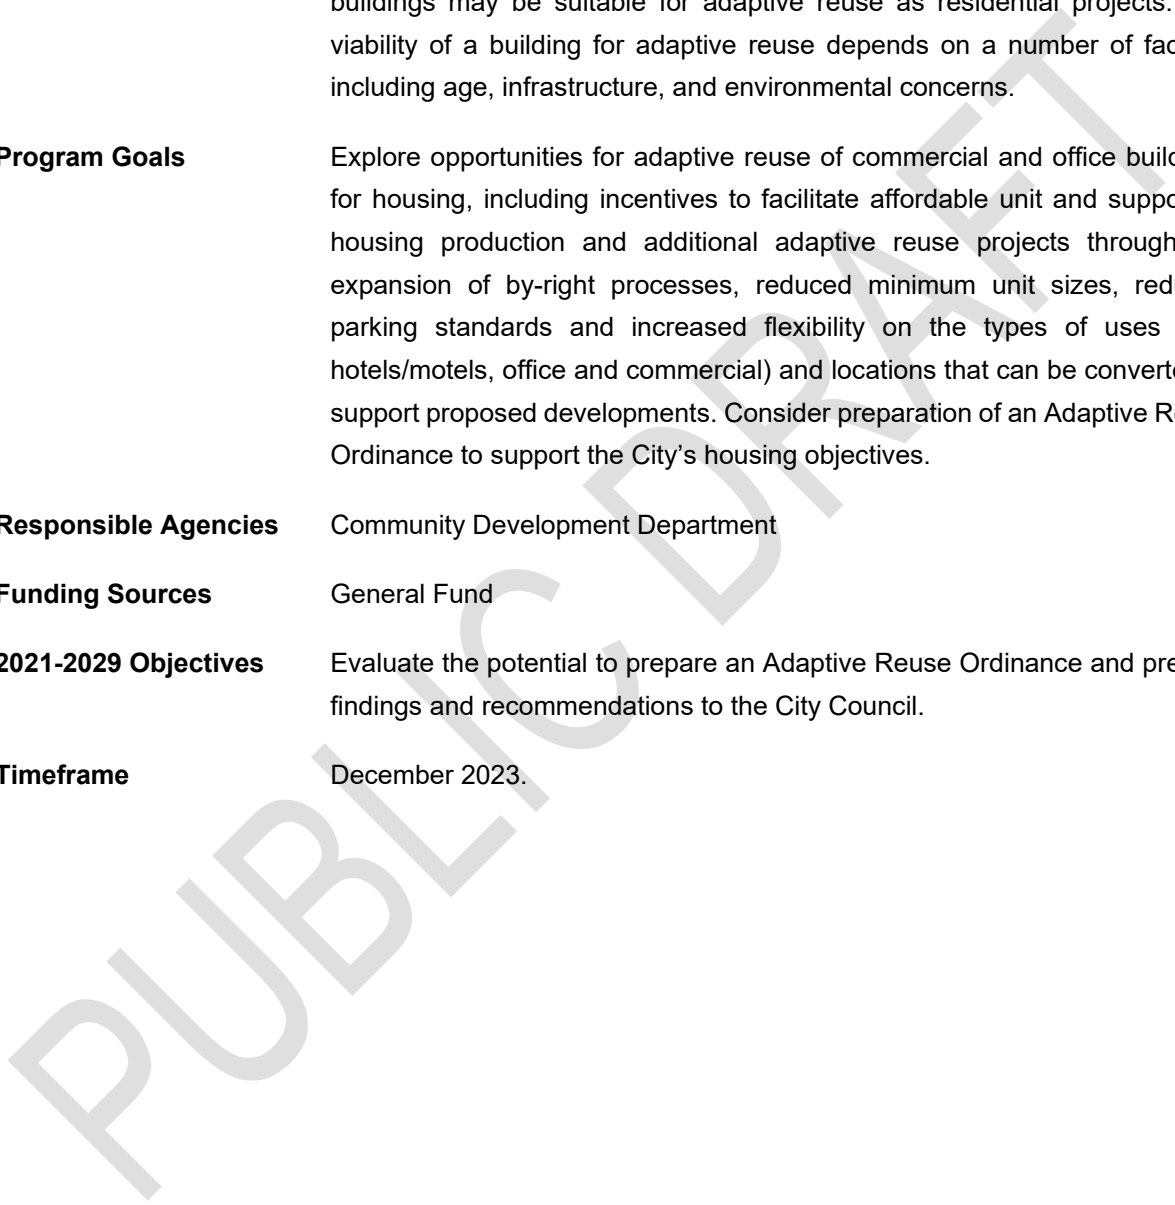 buildings may be suitable for adaptive reuse as residential projects.
viability of a building for adaptive reuse depends on a number of
including age, infrastructure, and environmental concerns.
Program Goals Explore opportunities for adaptive reuse of commercial and office
for housing, including incentives to facilitate affordable unit and
housing production and additional adaptive reuse projects through
expansion of by-right processes, reduced minimum unit sizes,
parking standards and increased flexibility on the types of uses
hotels/motels, office and commercial) and locations that can be
support proposed developments. Consider preparation of an Adaptive
Ordinance to support the City’s housing objectives.
Responsible Agencies Community Development Department
Funding Sources General Fund
2021-2029 Objectives Evaluate the potential to prepare an Adaptive Reuse Ordinance and
findings and recommendations to the City Council.
Timeframe December 2023.
PUBLIC DRAFT